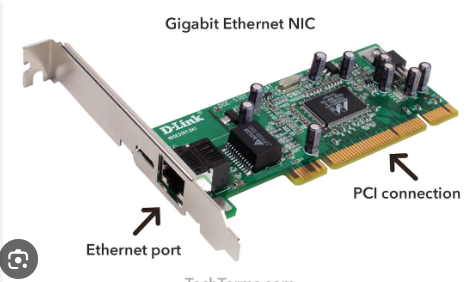 Gigabit Ethernet NIC
D-Link
PCI connection
Ethernet port
TechTerms.com